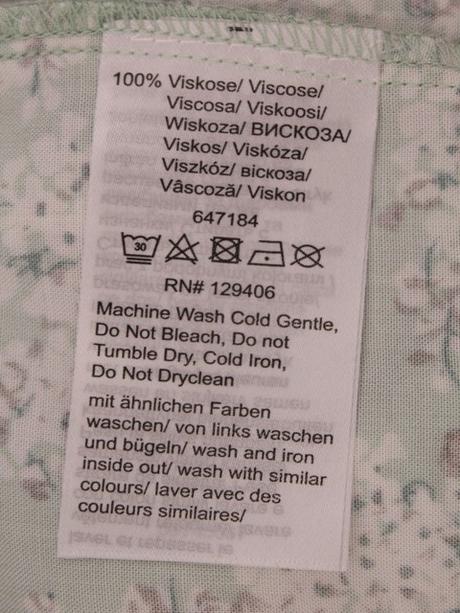 100% Viskose/ Viscose/
Viscosa/ Viskoosi/
Wiskoza/ ВИСКОЗА/
Viskos/ Viskóza/
Viszkóz/ віскоза/
Vâscoză/ Viskon
647184
30
RN# 129406
Machine Wash Cold Gentle,
Do Not Bleach, Do not
Tumble Dry, Cold Iron,
Do Not Dryclean
mit ähnlichen Farben
waschen/ von links waschen
und bügeln/ wash and iron
inside out/ wash with similar
colours/ laver avec des
couleurs similaires/